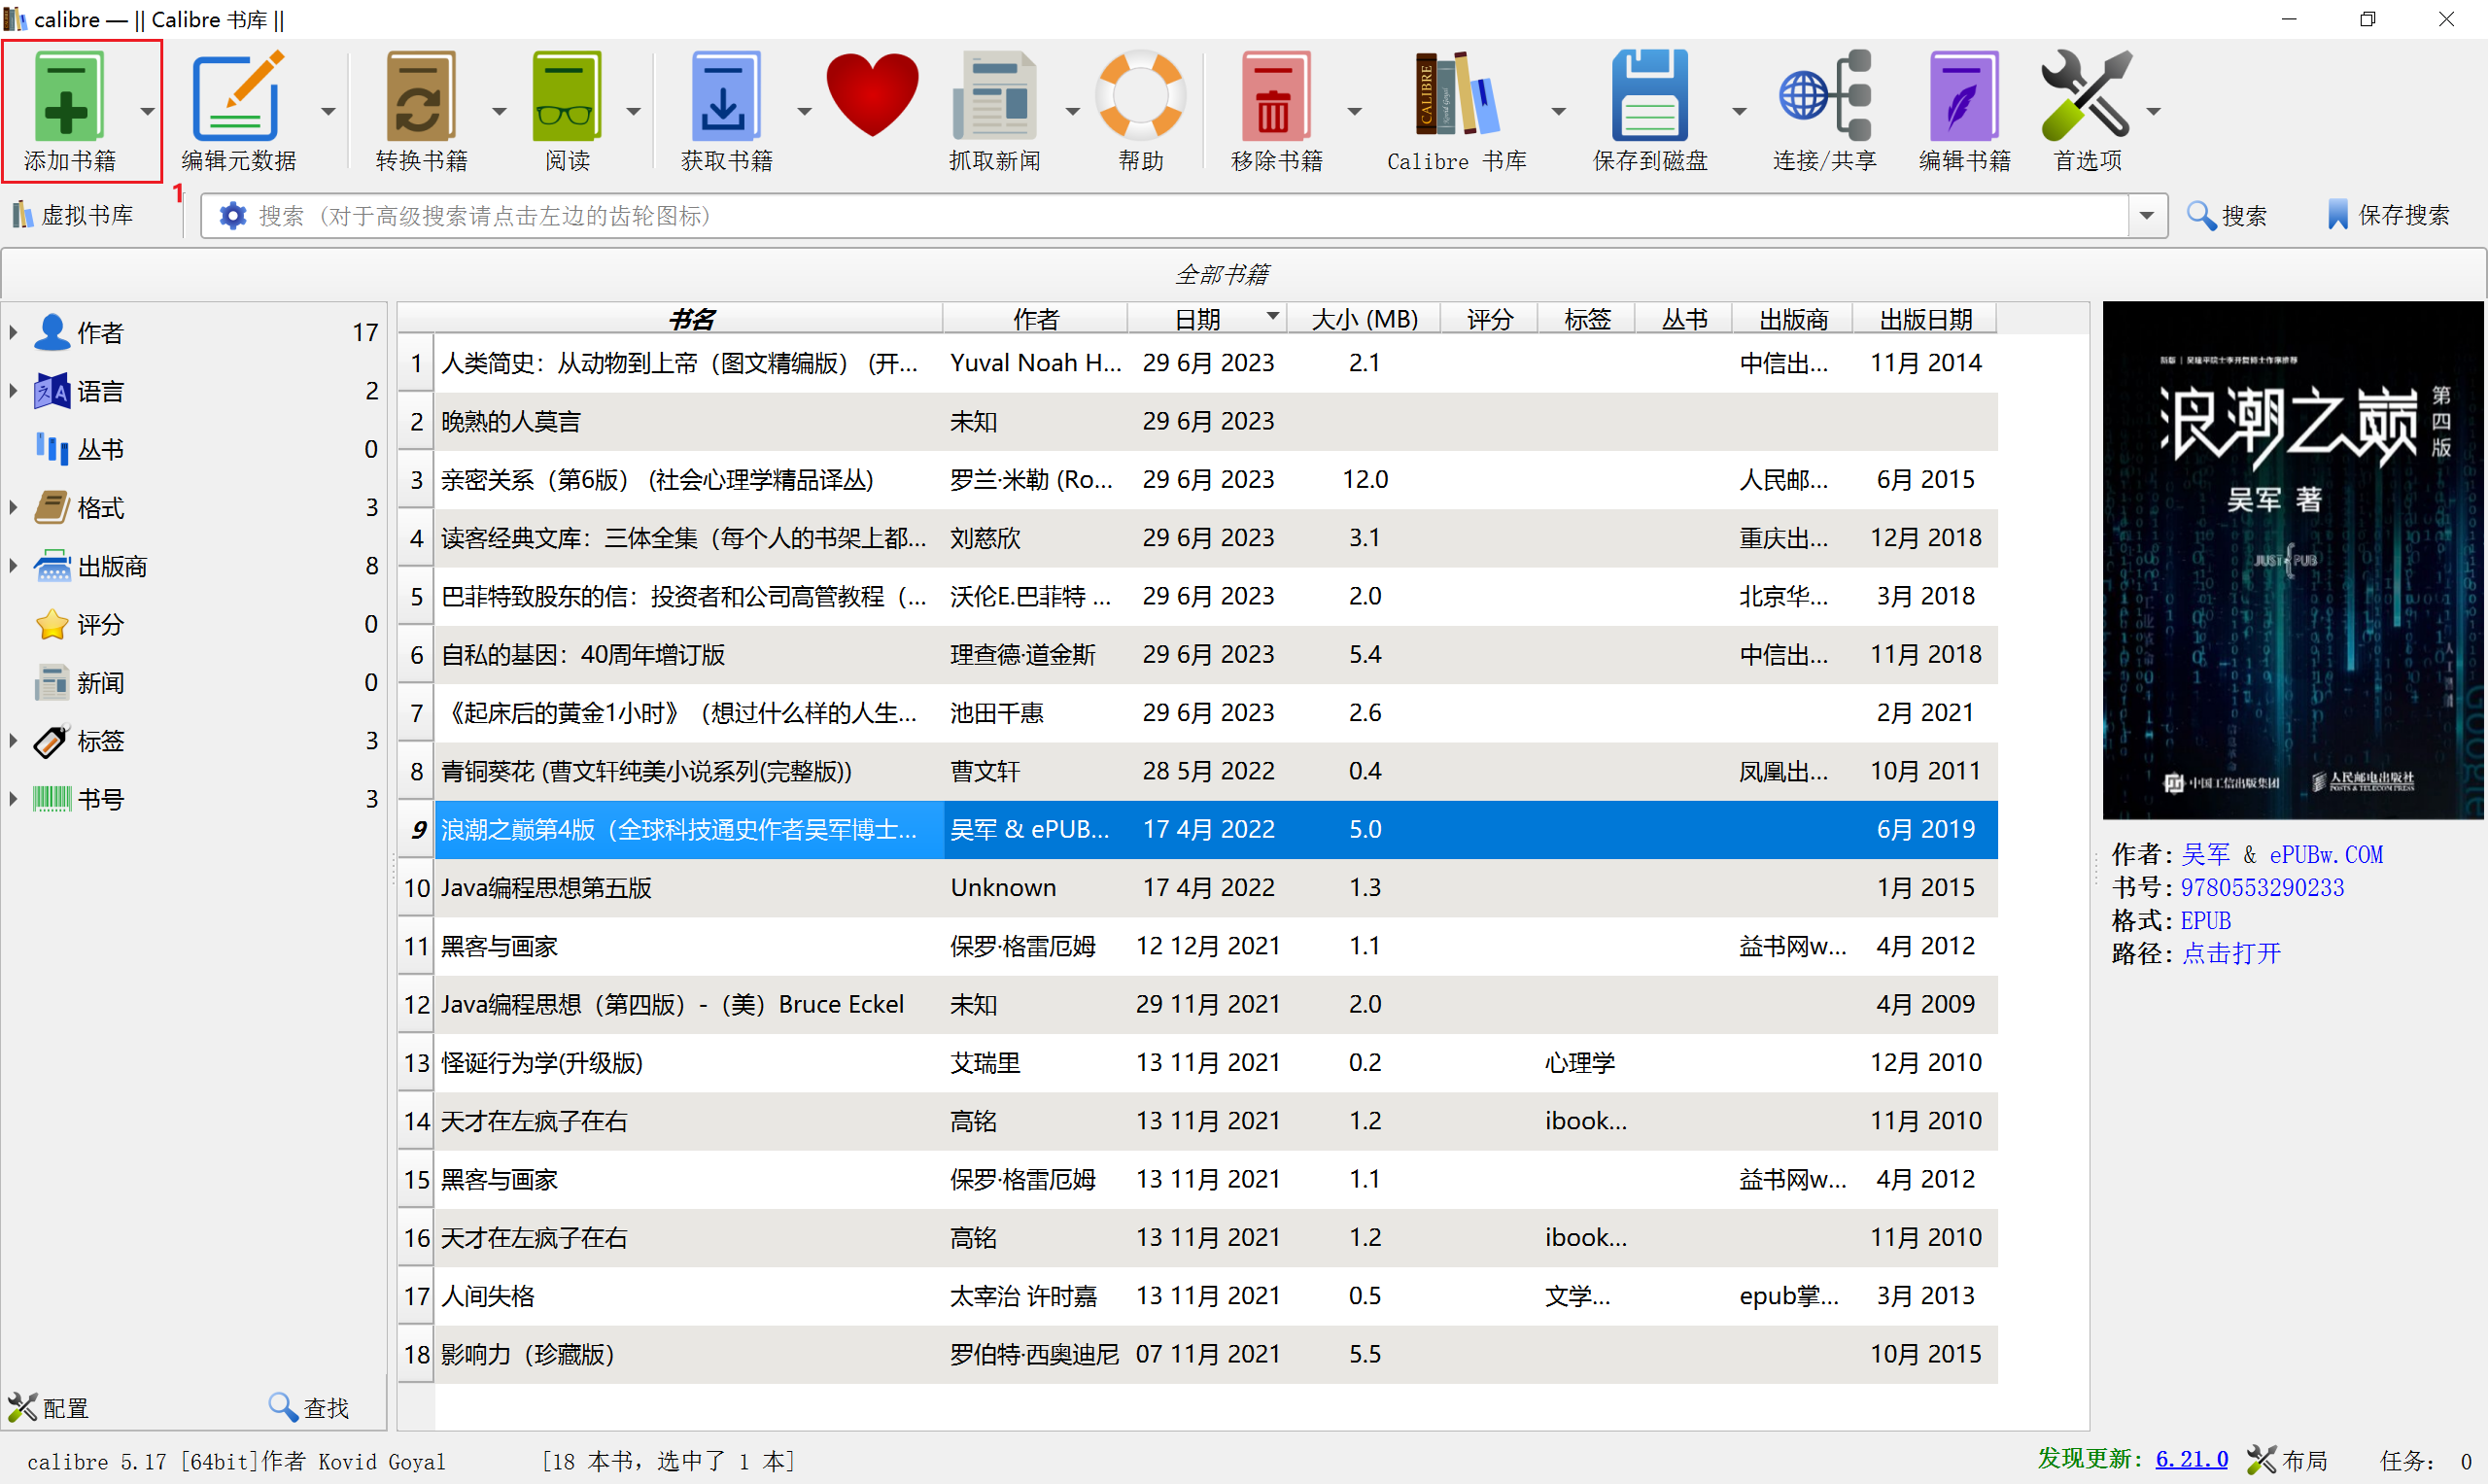 calibre — || Calibre 书库 ||
添加书籍 编辑元数据 转换书籍 阅读 获取书籍 抓取新闻 帮助 移除书籍 Calibre 书库 保存到磁盘 连接/共享 编辑书籍 首选项
1
虚拟书库 搜索 (对于高级搜索请点击左边的齿轮图标) 搜索 保存搜索
全部书籍
作者 17
语言 2
丛书 0
格式 3
出版商 8
评分 0
新闻 0
标签 3
书号 3
配置 查找
书名 作者 日期 大小 (MB) 评分 标签 丛书 出版商 出版日期
1 人类简史：从动物到上帝（图文精编版） (开... Yuval Noah H... 29 6月 2023 2.1 中信出... 11月 2014
2 晚熟的人莫言 未知 29 6月 2023
3 亲密关系（第6版） (社会心理学精品译丛) 罗兰·米勒 (Ro... 29 6月 2023 12.0 人民邮... 6月 2015
4 读客经典文库：三体全集（每个人的书架上都... 刘慈欣 29 6月 2023 3.1 重庆出... 12月 2018
5 巴菲特致股东的信：投资者和公司高管教程（... 沃伦E.巴菲特 ... 29 6月 2023 2.0 北京华... 3月 2018
6 自私的基因：40周年增订版 理查德·道金斯 29 6月 2023 5.4 中信出... 11月 2018
7 《起床后的黄金1小时》（想过什么样的人生... 池田千惠 29 6月 2023 2.6 2月 2021
8 青铜葵花 (曹文轩纯美小说系列(完整版)) 曹文轩 28 5月 2022 0.4 凤凰出... 10月 2011
9 浪潮之巅第4版（全球科技通史作者吴军博士... 吴军 & ePUB... 17 4月 2022 5.0 6月 2019
10 Java编程思想第五版 Unknown 17 4月 2022 1.3 1月 2015
11 黑客与画家 保罗·格雷厄姆 12 12月 2021 1.1 益书网w... 4月 2012
12 Java编程思想（第四版）-（美）Bruce Eckel 未知 29 11月 2021 2.0 4月 2009
13 怪诞行为学(升级版) 艾瑞里 13 11月 2021 0.2 心理学 12月 2010
14 天才在左疯子在右 高铭 13 11月 2021 1.2 ibook... 11月 2010
15 黑客与画家 保罗·格雷厄姆 13 11月 2021 1.1 益书网w... 4月 2012
16 天才在左疯子在右 高铭 13 11月 2021 1.2 ibook... 11月 2010
17 人间失格 太宰治 许时嘉 13 11月 2021 0.5 文学... epub掌... 3月 2013
18 影响力（珍藏版） 罗伯特·西奥迪尼 07 11月 2021 5.5 10月 2015
浪潮之巅 第四版
吴军 著
JUST PUB
中国工信出版集团 人民邮电出版社
POSTS & TELECOM PRESS
作者: 吴军 & ePUBw.COM
书号: 9780553290233
格式: EPUB
路径: 点击打开
calibre 5.17 [64bit]作者 Kovid Goyal [18 本书，选中了 1 本] 发现更新: 6.21.0 布局 任务: 0